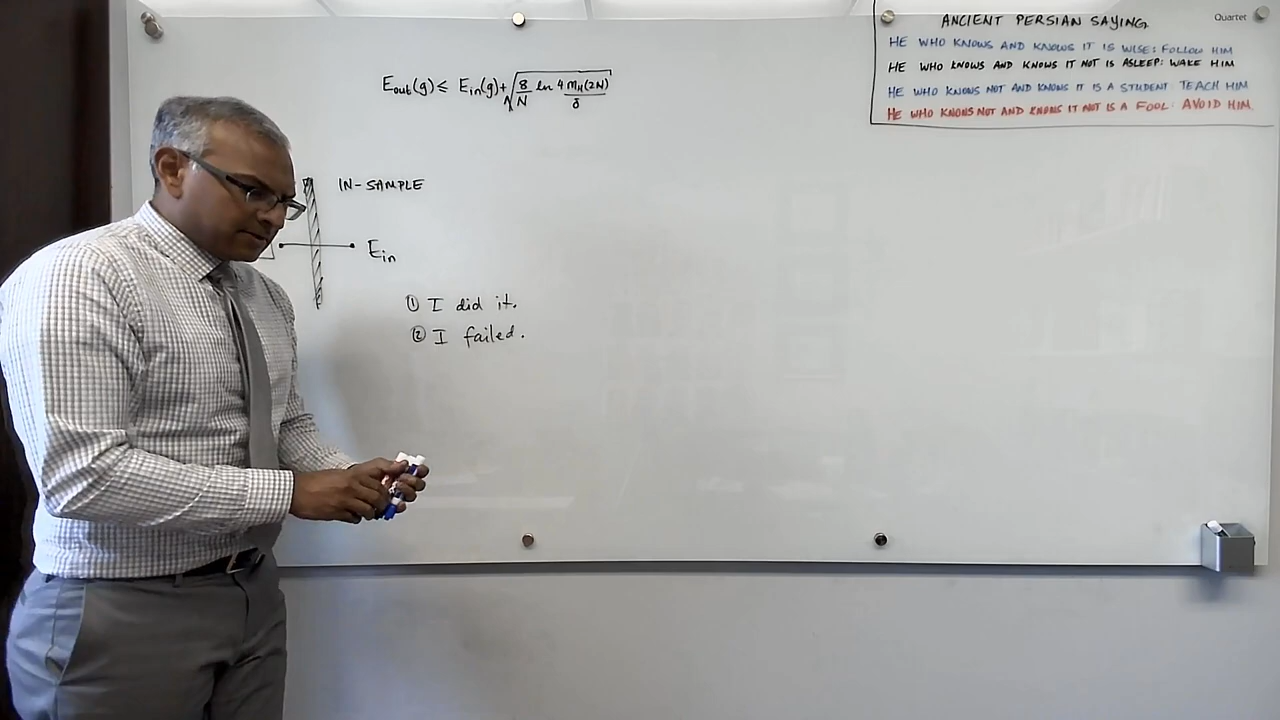 ANCIENT PERSIAN SAYING
Quartet
HE WHO KNOWS AND KNOWS IT IS WISE: FOLLOW HIM
HE WHO KNOWS AND KNOWS IT NOT IS ASLEEP: WAKE HIM
HE WHO KNOWS NOT AND KNOWS IT IS A STUDENT: TEACH HIM
HE WHO KNOWS NOT AND KNOWS IT NOT IS A FOOL: AVOID HIM
E_out(g) ≤ E_in(g) + √(8/N ln 4 m_H(2N)/δ)
IN-SAMPLE
E_in
① I did it.
② I failed.